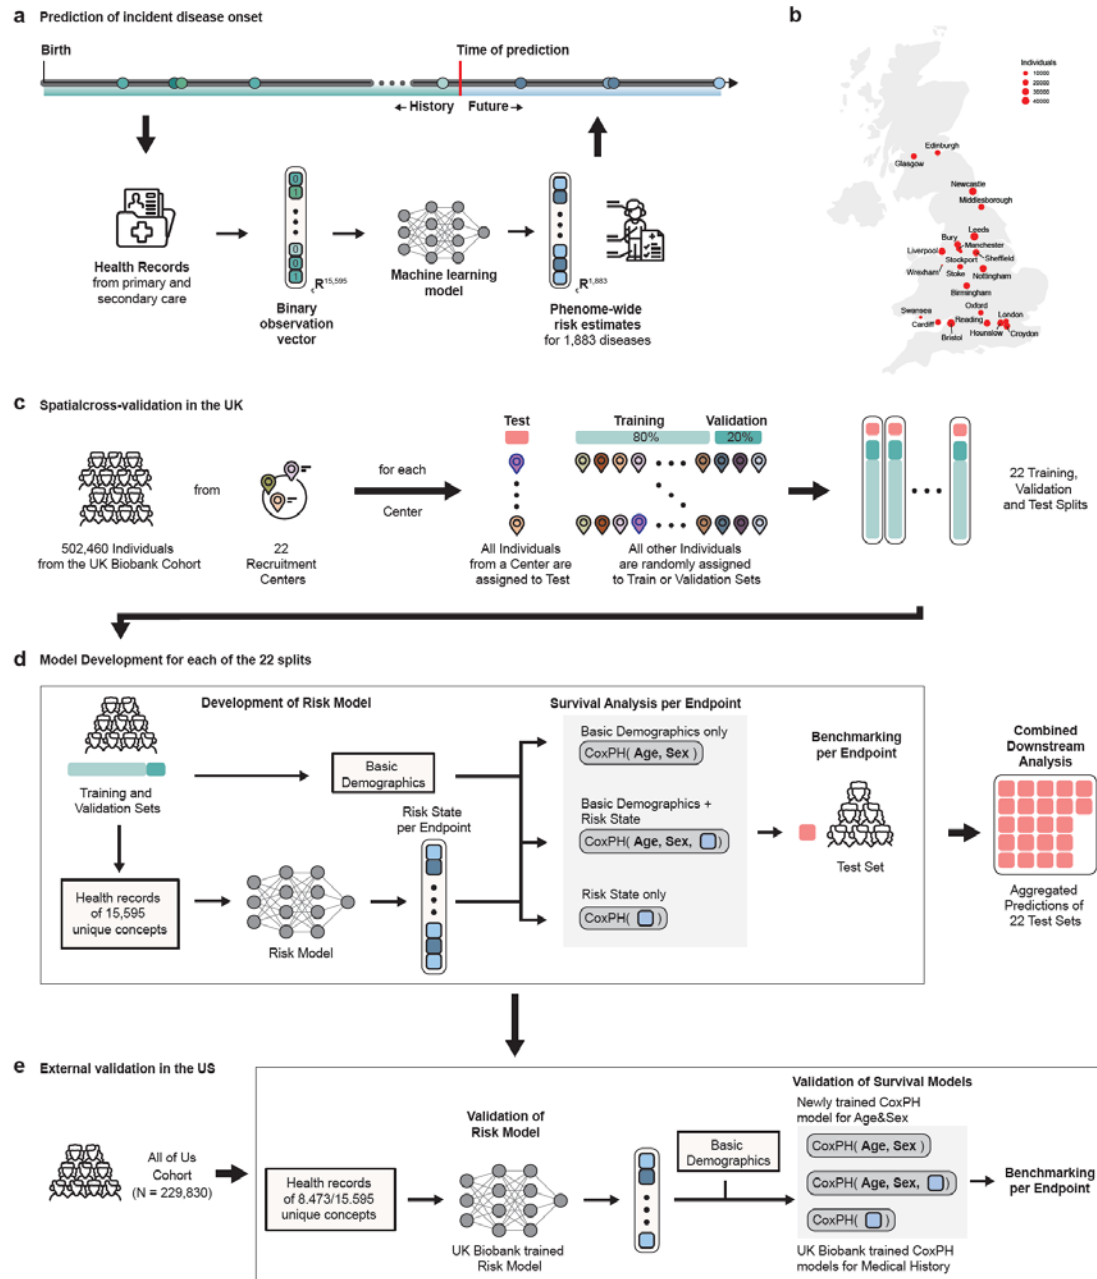 a Prediction of incident disease onset
Birth
Time of prediction
← History
Future →
Health Records
from primary and
secondary care
0
1
0
0
1
ℝ15,595
Binary
observation
vector
Machine learning
model
ℝ1,883
Phenome-wide
risk estimates
for 1,883 diseases
b
Individuals
10000
20000
30000
40000
Edinburgh
Glasgow
Newcastle
Middlesborough
Leeds
Bury
Manchester
Liverpool
Sheffield
Stockport
Wrexham
Stoke
Nottingham
Birmingham
Oxford
Swansea
Cardiff
Reading
London
Bristol
Hounslow
Croydon
c Spatialcross-validation in the UK
502,460 Individuals
from the UK Biobank Cohort
from
22
Recruitment
Centers
for each
Center
Test
All Individuals
from a Center are
assigned to Test
Training
Validation
80%
20%
All other Individuals
are randomly assigned
to Train or Validation Sets
22 Training,
Validation
and Test Splits
d Model Development for each of the 22 splits
Development of Risk Model
Training and
Validation Sets
Basic
Demographics
Health records
of 15,595
unique concepts
Risk Model
Risk State
per Endpoint
Survival Analysis per Endpoint
Basic Demographics only
CoxPH( Age, Sex )
Basic Demographics +
Risk State
CoxPH( Age, Sex, )
Risk State only
CoxPH( )
Benchmarking
per Endpoint
Test Set
Combined
Downstream
Analysis
Aggregated
Predictions of
22 Test Sets
e External validation in the US
All of Us
Cohort
(N = 229,830)
Health records
of 8.473/15.595
unique concepts
Validation of
Risk Model
UK Biobank trained
Risk Model
Basic
Demographics
Validation of Survival Models
Newly trained CoxPH
model for Age&Sex
CoxPH( Age, Sex )
CoxPH( Age, Sex, )
CoxPH( )
UK Biobank trained CoxPH
models for Medical History
Benchmarking
per Endpoint